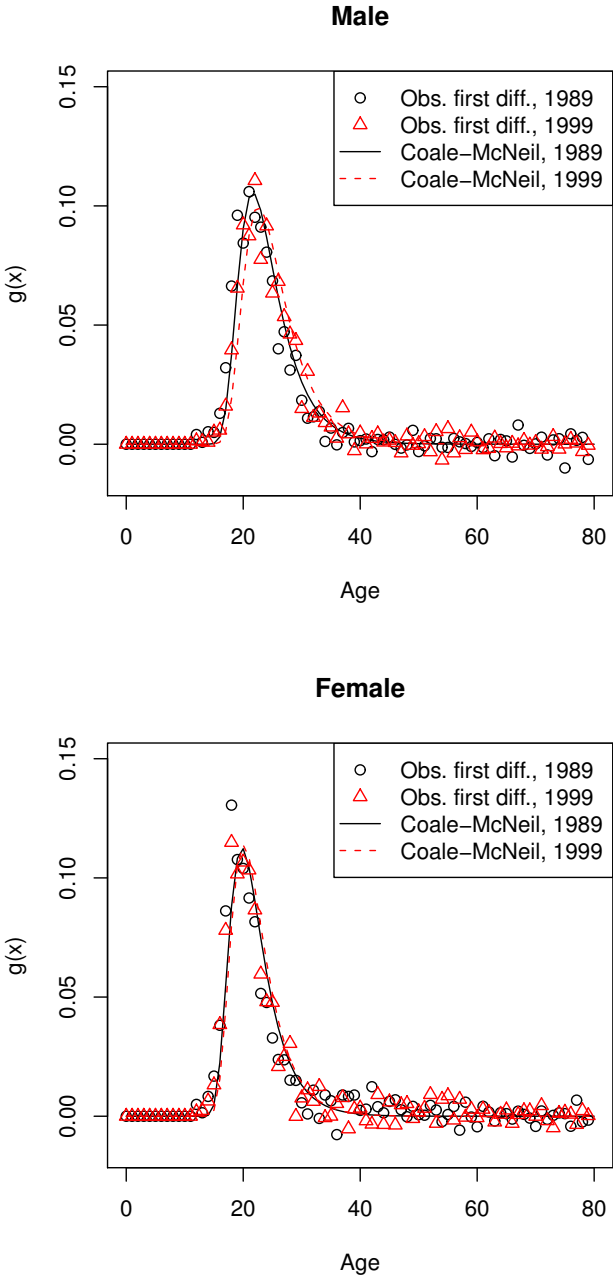 Male
0.15
Obs. first diff., 1989
Obs. first diff., 1999
Coale−McNeil, 1989
Coale−McNeil, 1999
0.10
g(x)
0.05
0.00
0 20 40 60 80
Age
Female
0.15
Obs. first diff., 1989
Obs. first diff., 1999
Coale−McNeil, 1989
Coale−McNeil, 1999
0.10
g(x)
0.05
0.00
0 20 40 60 80
Age